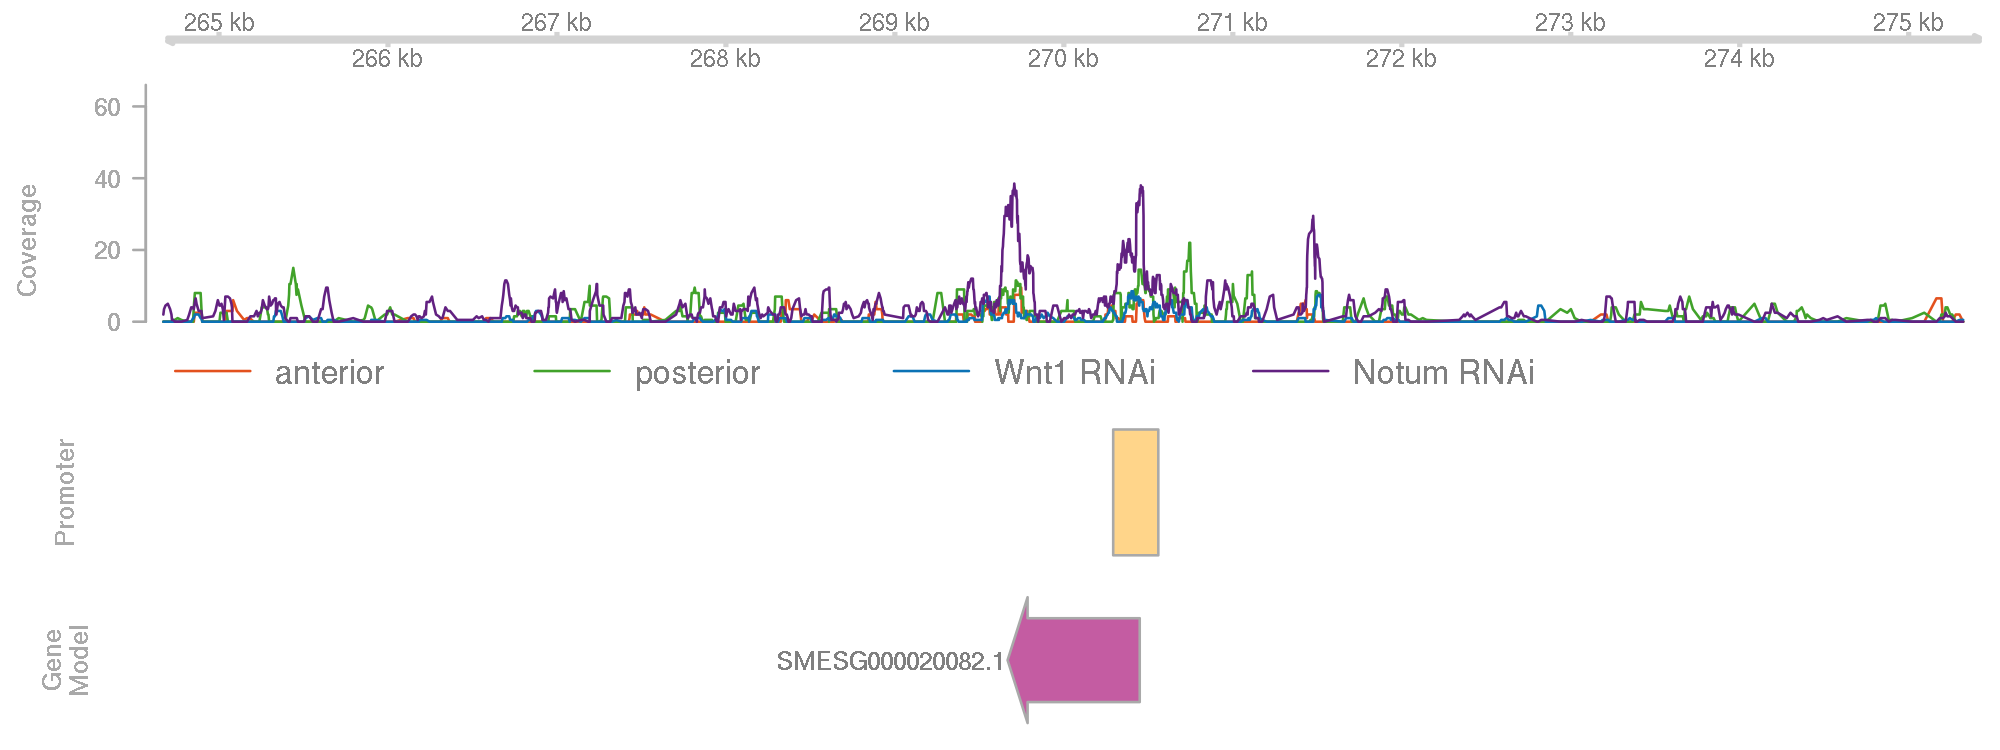 265 kb 267 kb 269 kb 271 kb 273 kb 275 kb
266 kb 268 kb 270 kb 272 kb 274 kb
60
40
20
0
Coverage
anterior posterior Wnt1 RNAi Notum RNAi
Promoter
Gene
Model
SMESG000020082.1